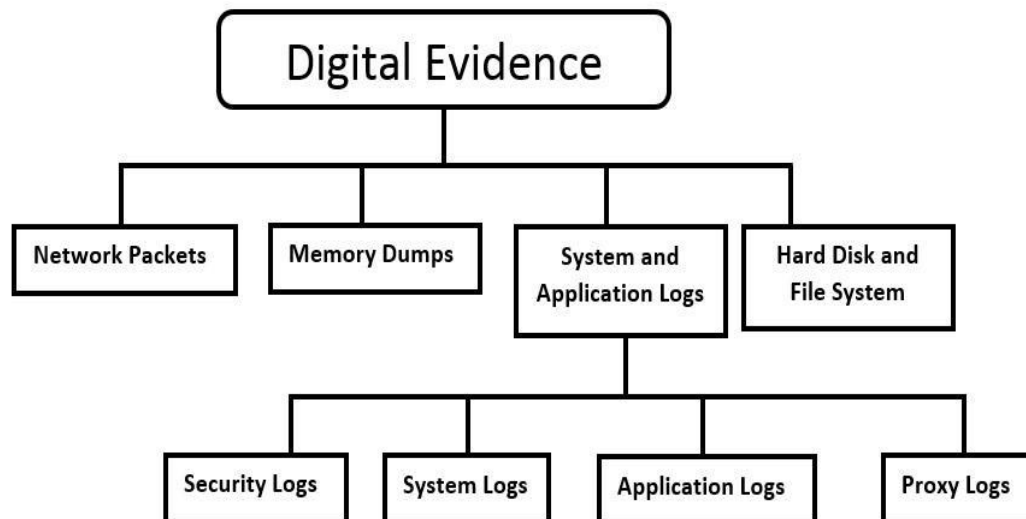 Digital Evidence
Network Packets
Memory Dumps
System and
Application Logs
Hard Disk and
File System
Security Logs
System Logs
Application Logs
Proxy Logs